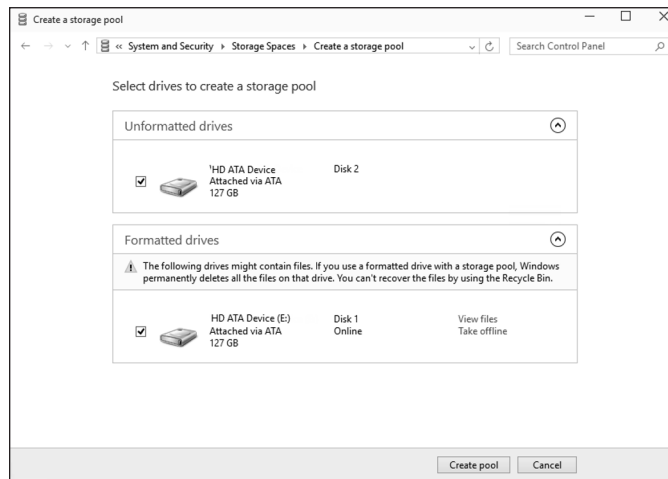 Create a storage pool
« System and Security Storage Spaces Create a storage pool
Search Control Panel
Select drives to create a storage pool
Unformatted drives
HD ATA Device Disk 2
Attached via ATA
127 GB
Formatted drives
The following drives might contain files. If you use a formatted drive with a storage pool, Windows
permanently deletes all the files on that drive. You can't recover the files by using the Recycle Bin.
HD ATA Device (E:) Disk 1 View files
Attached via ATA Online Take offline
127 GB
Create pool Cancel